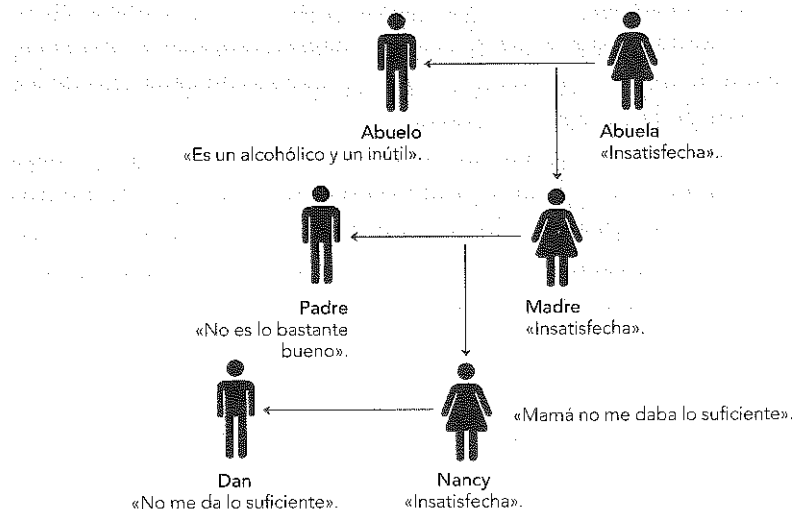 Abuelo
«Es un alcohólico y un inútil».
Abuela
«Insatisfecha».
Padre
«No es lo bastante
bueno».
Madre
«Insatisfecha».
«Mamá no me daba lo suficiente».
Dan
«No me da lo suficiente».
Nancy
«Insatisfecha».